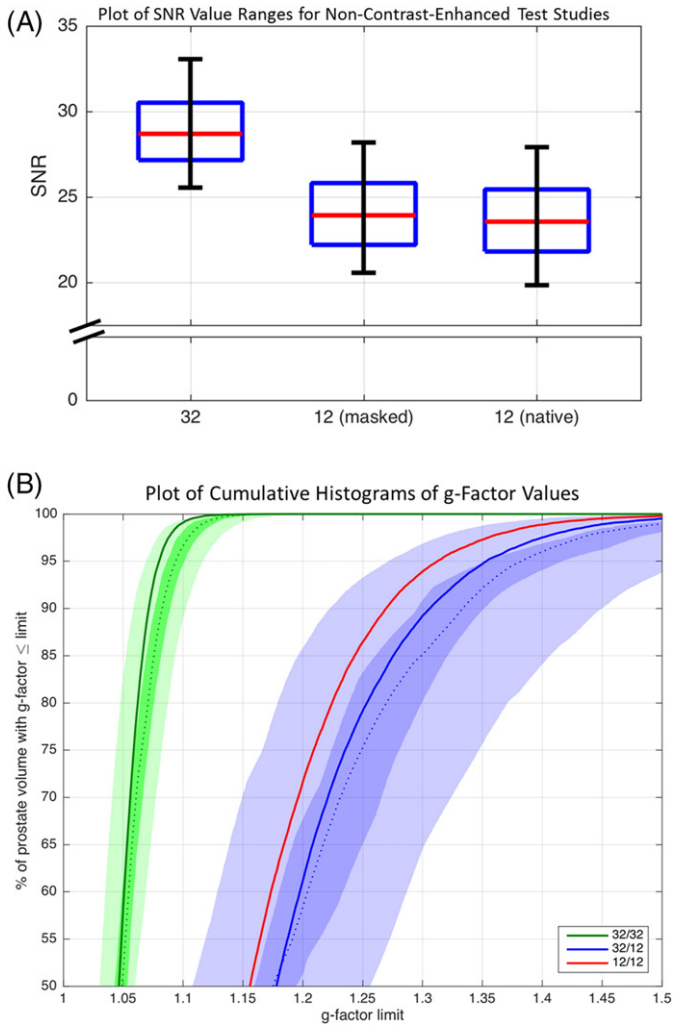 (A)
Plot of SNR Value Ranges for Non-Contrast-Enhanced Test Studies
35
30
25
20
0
SNR
32 12 (masked) 12 (native)
(B)
Plot of Cumulative Histograms of g-Factor Values
100
95
90
85
80
75
70
65
60
55
50
% of prostate volume with g-factor ≤ limit
32/32
32/12
12/12
1 1.05 1.1 1.15 1.2 1.25 1.3 1.35 1.4 1.45 1.5
g-factor limit